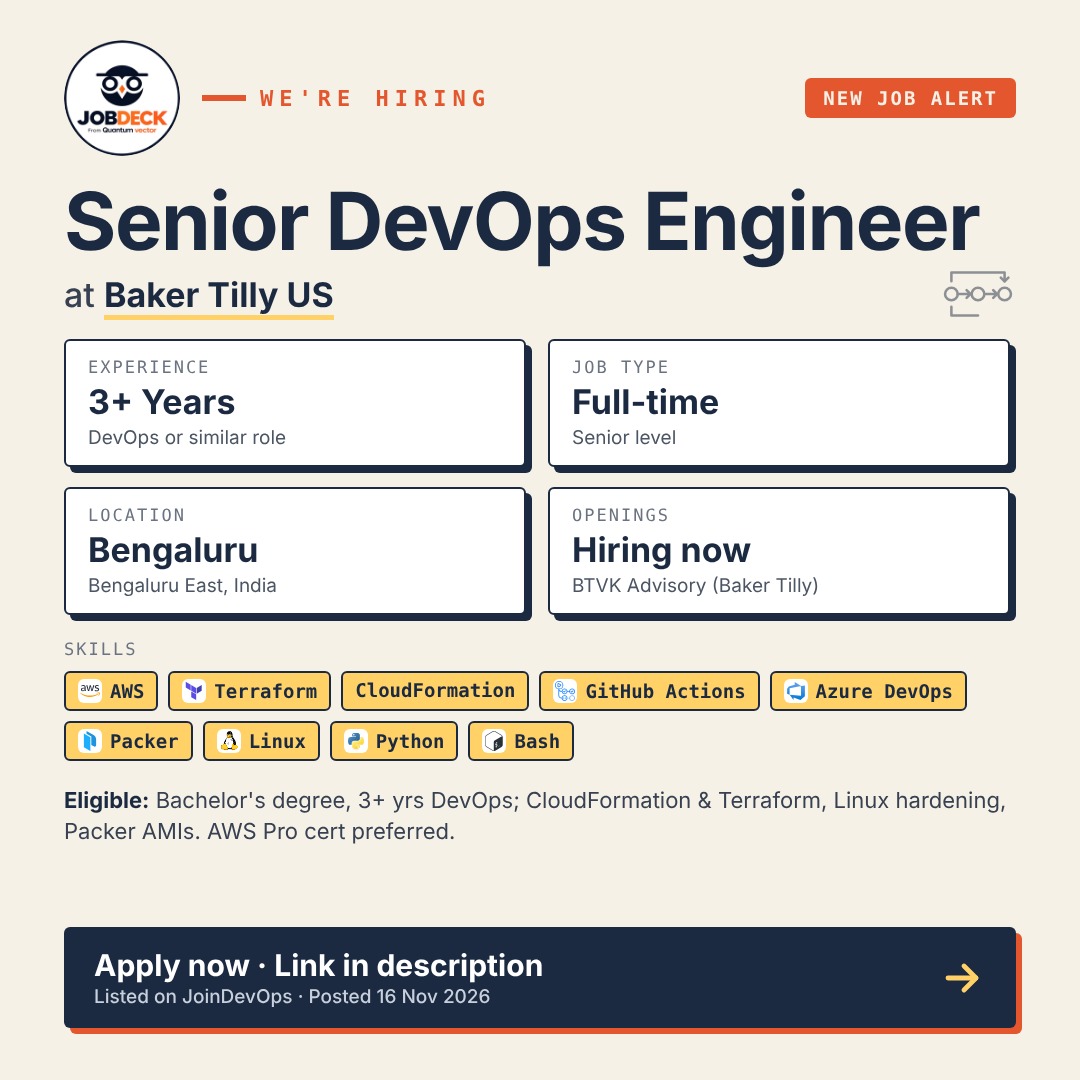 JOBDECK
From Quantum vector
WE'RE HIRING
NEW JOB ALERT
Senior DevOps Engineer
at Baker Tilly US
EXPERIENCE
3+ Years
DevOps or similar role
JOB TYPE
Full-time
Senior level
LOCATION
Bengaluru
Bengaluru East, India
OPENINGS
Hiring now
BTVK Advisory (Baker Tilly)
SKILLS
aws AWS Terraform CloudFormation GitHub Actions Azure DevOps
Packer Linux Python Bash
Eligible: Bachelor's degree, 3+ yrs DevOps; CloudFormation & Terraform, Linux hardening,
Packer AMIs. AWS Pro cert preferred.
Apply now · Link in description
Listed on JoinDevOps · Posted 16 Nov 2026